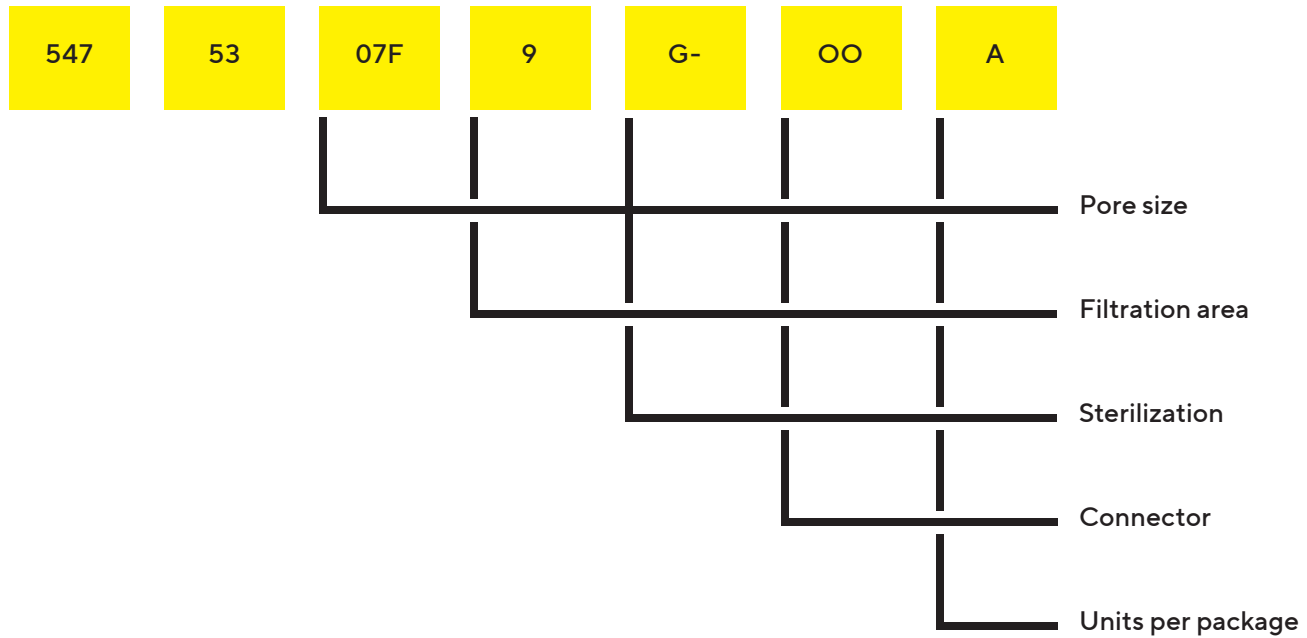 547 53 07F 9 G- OO A
Pore size
Filtration area
Sterilization
Connector
Units per package